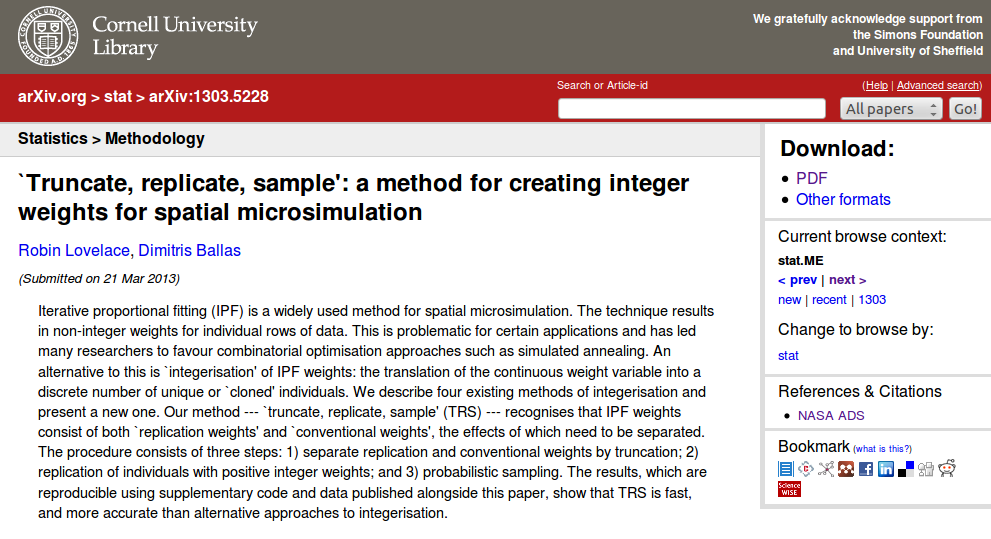 Cornell University
Library
We gratefully acknowledge support from
the Simons Foundation
and University of Sheffield
arXiv.org > stat > arXiv:1303.5228
Search or Article-id
(Help | Advanced search)
All papers
Go!
Statistics > Methodology
`Truncate, replicate, sample': a method for creating integer
weights for spatial microsimulation
Robin Lovelace, Dimitris Ballas
(Submitted on 21 Mar 2013)
Iterative proportional fitting (IPF) is a widely used method for spatial microsimulation. The technique results
in non-integer weights for individual rows of data. This is problematic for certain applications and has led
many researchers to favour combinatorial optimisation approaches such as simulated annealing. An
alternative to this is `integerisation' of IPF weights: the translation of the continuous weight variable into a
discrete number of unique or `cloned' individuals. We describe four existing methods of integerisation and
present a new one. Our method --- `truncate, replicate, sample' (TRS) --- recognises that IPF weights
consist of both `replication weights' and `conventional weights', the effects of which need to be separated.
The procedure consists of three steps: 1) separate replication and conventional weights by truncation; 2)
replication of individuals with positive integer weights; and 3) probabilistic sampling. The results, which are
reproducible using supplementary code and data published alongside this paper, show that TRS is fast,
and more accurate than alternative approaches to integerisation.
Download:
• PDF
• Other formats
Current browse context:
stat.ME
< prev | next >
new | recent | 1303
Change to browse by:
stat
References & Citations
• NASA ADS
Bookmark (what is this?)
Science
WISE